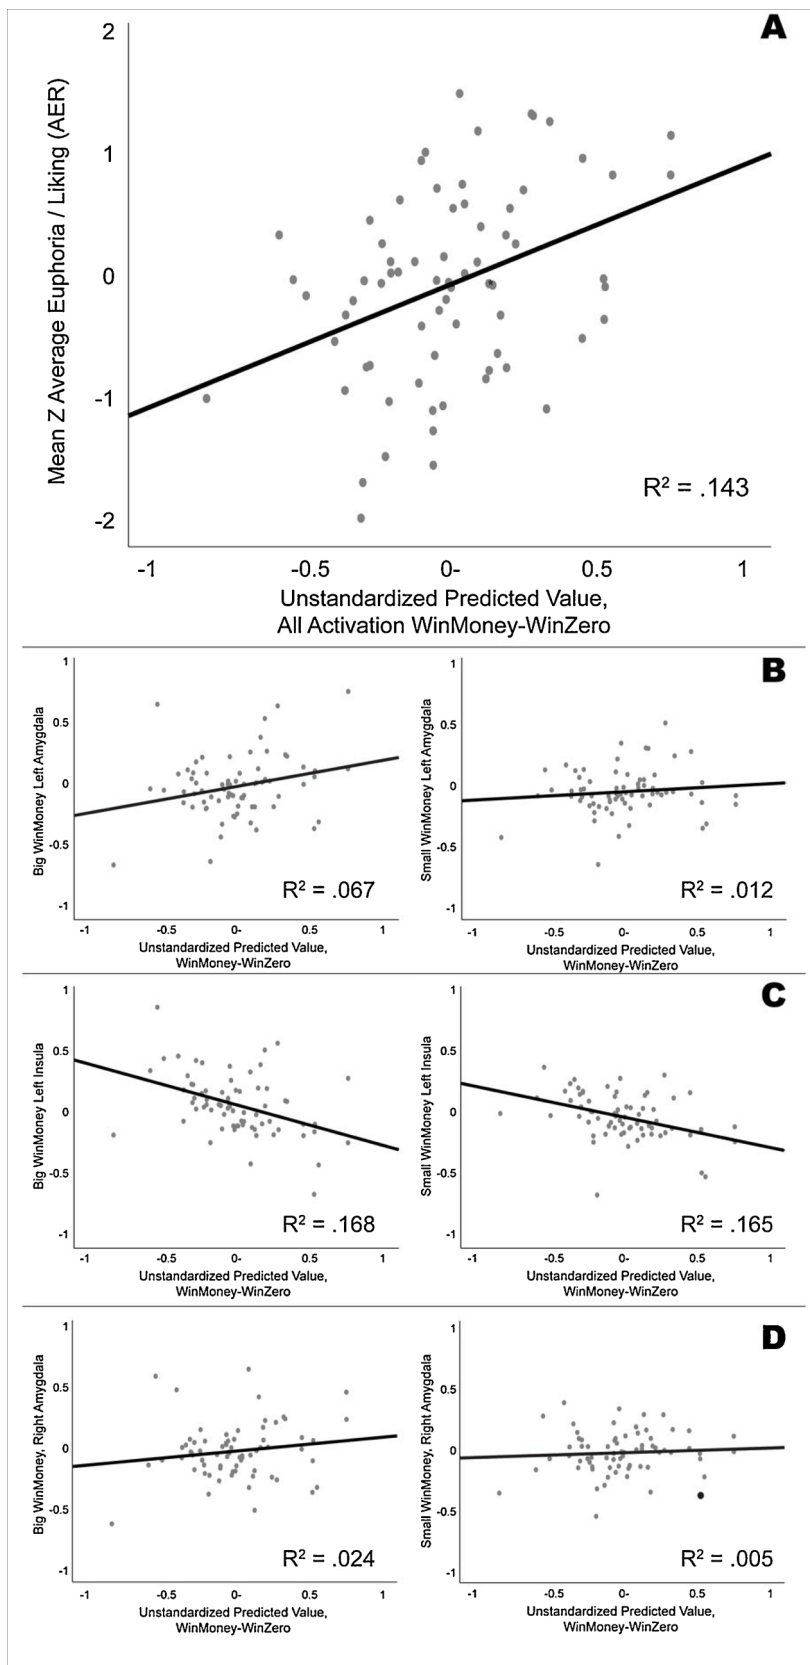 A
2
1
0
-1
-2
Mean Z Average Euphoria / Liking (AER)
R² = .143
-1 -0.5 0- 0.5 1
Unstandardized Predicted Value,
All Activation WinMoney-WinZero
B
1
0.5
0
-0.5
-1
Big WinMoney Left Amygdala
R² = .067
-1 -0.5 0- 0.5 1
Unstandardized Predicted Value,
WinMoney-WinZero
1
0.5
0
-0.5
-1
Small WinMoney Left Amygdala
R² = .012
-1 -0.5 0- 0.5 1
Unstandardized Predicted Value,
WinMoney-WinZero
C
1
0.5
0
-0.5
-1
Big WinMoney Left Insula
R² = .168
-1 -0.5 0- 0.5 1
Unstandardized Predicted Value,
WinMoney-WinZero
1
0.5
0
-0.5
-1
Small WinMoney Left Insula
R² = .165
-1 -0.5 0- 0.5 1
Unstandardized Predicted Value,
WinMoney-WinZero
D
1
0.5
0
-0.5
-1
Big WinMoney, Right Amygdala
R² = .024
-1 -0.5 0- 0.5 1
Unstandardized Predicted Value,
WinMoney-WinZero
1
0.5
0
-0.5
-1
Small WinMoney, Right Amygdala
R² = .005
-1 -0.5 0- 0.5 1
Unstandardized Predicted Value,
WinMoney-WinZero